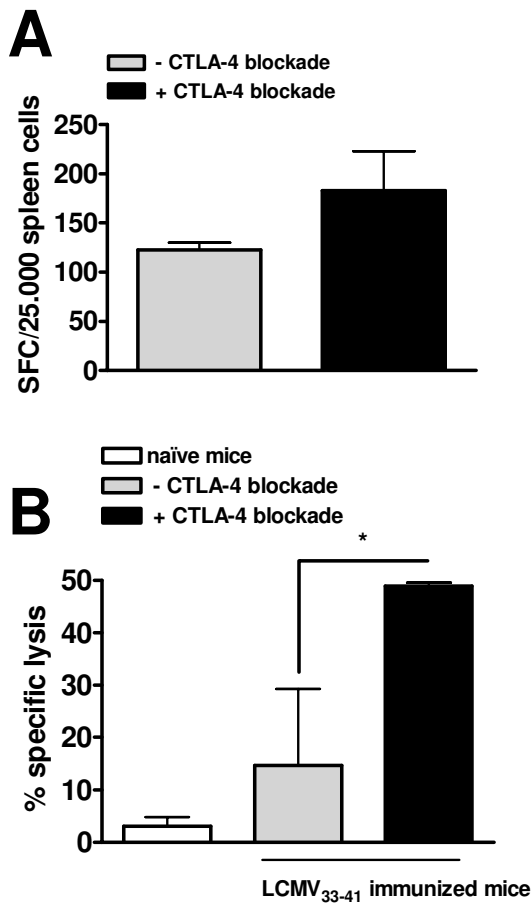 A
- CTLA-4 blockade
+ CTLA-4 blockade
SFC/25.000 spleen cells
250
200
150
100
50
0
B
naïve mice
- CTLA-4 blockade
+ CTLA-4 blockade
*
% specific lysis
50
40
30
20
10
0
LCMV33-41 immunized mice